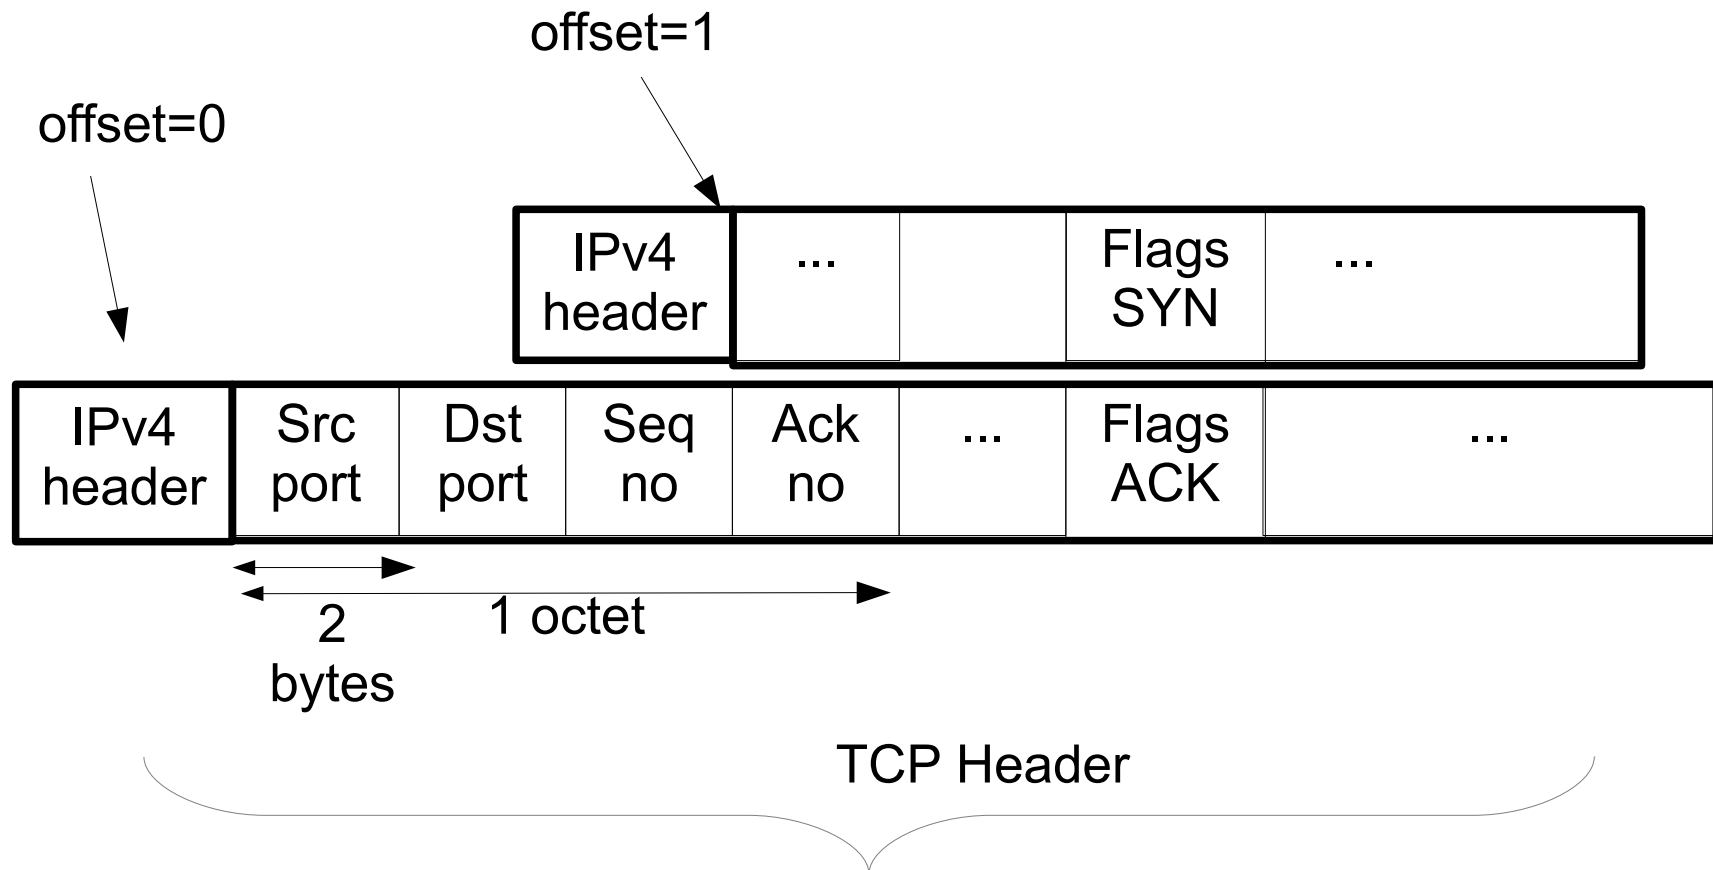 offset=1
offset=0
IPv4 header
...
Flags SYN
...
IPv4 header
Src port
Dst port
Seq no
Ack no
...
Flags ACK
...
2 bytes
1 octet
TCP Header